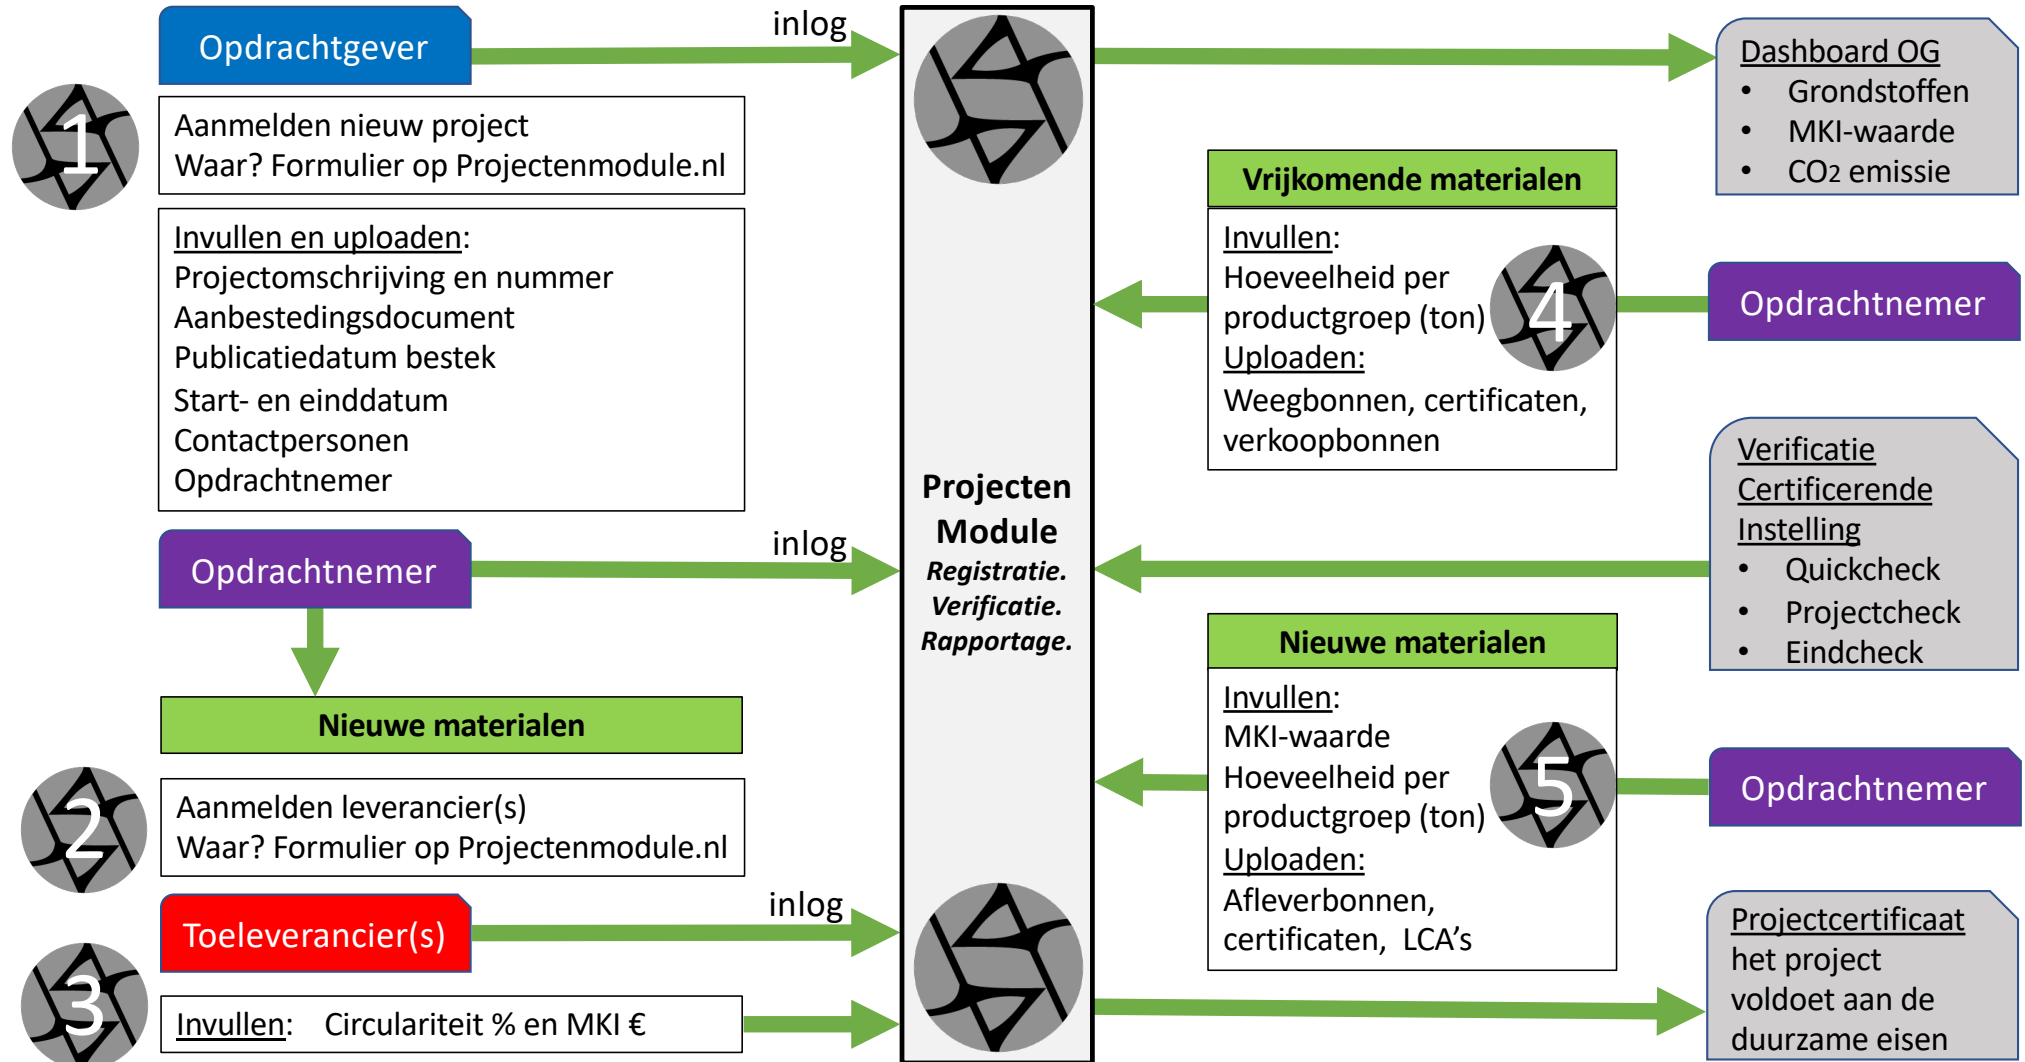 Opdrachtgever
inlog
1
Aanmelden nieuw project
Waar? Formulier op Projectenmodule.nl
Invullen en uploaden:
Projectomschrijving en nummer
Aanbestedingsdocument
Publicatiedatum bestek
Start- en einddatum
Contactpersonen
Opdrachtnemer
Opdrachtnemer
inlog
Nieuwe materialen
2
Aanmelden leverancier(s)
Waar? Formulier op Projectenmodule.nl
Toeleverancier(s)
inlog
3
Invullen: Circulariteit % en MKI €
Projecten
Module
Registratie.
Verificatie.
Rapportage.
Dashboard OG
• Grondstoffen
• MKI-waarde
• CO2 emissie
Vrijkomende materialen
Invullen:
Hoeveelheid per
productgroep (ton)
Uploaden:
Weegbonnen, certificaten,
verkoopbonnen
4
Opdrachtnemer
Verificatie
Certificerende
Instelling
• Quickcheck
• Projectcheck
• Eindcheck
Nieuwe materialen
Invullen:
MKI-waarde
Hoeveelheid per
productgroep (ton)
Uploaden:
Afleverbonnen,
certificaten, LCA's
5
Opdrachtnemer
Projectcertificaat
het project
voldoet aan de
duurzame eisen